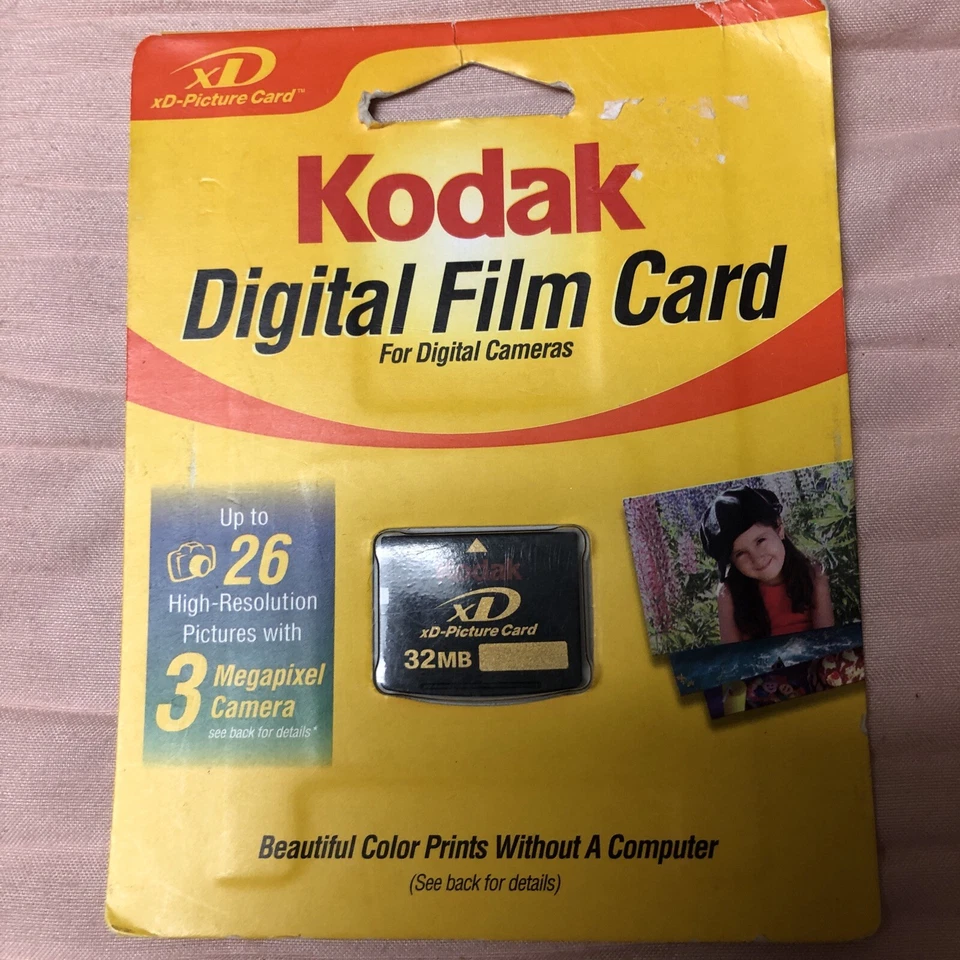 xD
xD-Picture Card™
Kodak
Digital Film Card
For Digital Cameras
Up to
26
High-Resolution
Pictures with
3 Megapixel
Camera
see back for details*
Kodak
xD
xD-Picture Card
32MB
Beautiful Color Prints Without A Computer
(See back for details)